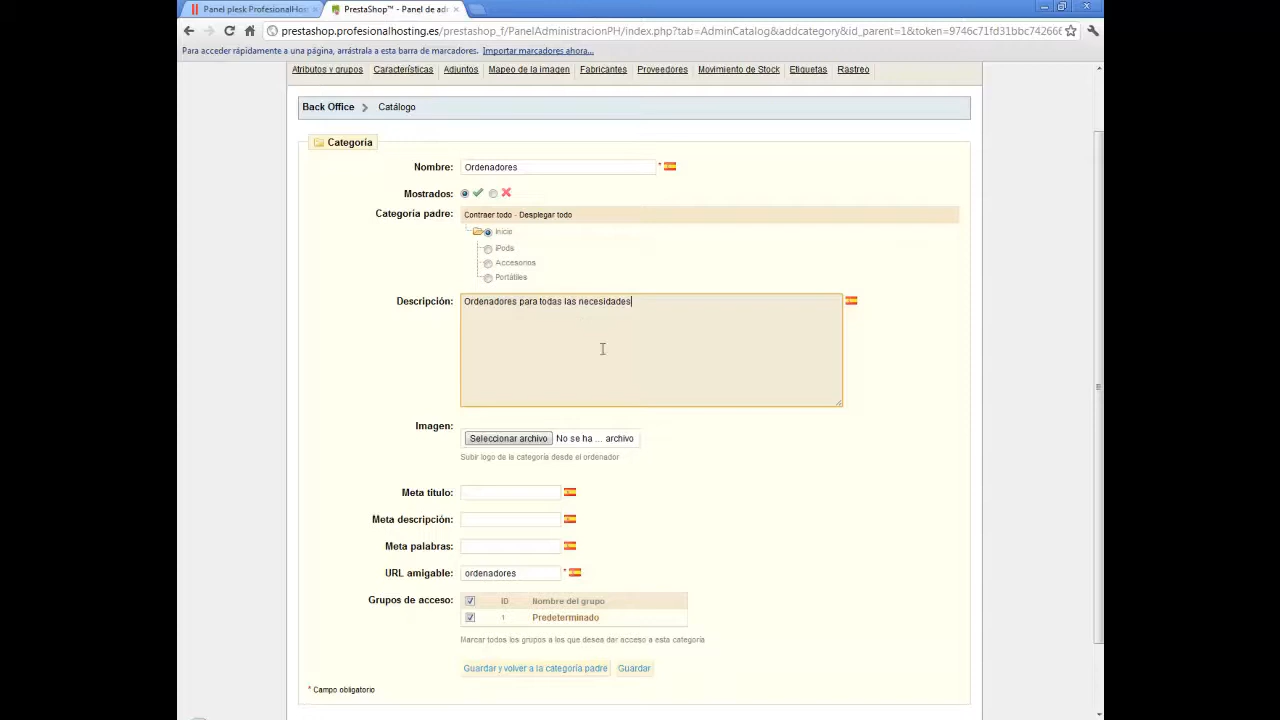 Panel plesk ProfesionalHos
PrestaShop™ - Panel de adr
prestashop.profesionalhosting.es/prestashop_f/PanelAdministracionPH/index.php?tab=AdminCatalog&addcategory&id_parent=1&token=9746c71fd31bbc742666
Para acceder rápidamente a una página, arrástrala a esta barra de marcadores. Importar marcadores ahora...
Atributos y grupos Características Adjuntos Mapeo de la imagen Fabricantes Proveedores Movimiento de Stock Etiquetas Rastreo
Back Office > Catálogo
Categoría
Nombre: Ordenadores *
Mostrados:
Categoría padre: Contraer todo - Desplegar todo
Inicio
iPods
Accesorios
Portátiles
Descripción: Ordenadores para todas las necesidades
Imagen: Seleccionar archivo No se ha ... archivo
Subir logo de la categoría desde el ordenador
Meta titulo:
Meta descripción:
Meta palabras:
URL amigable: ordenadores *
Grupos de acceso: ID Nombre del grupo
1 Predeterminado
Marcar todos los grupos a los que desea dar acceso a esta categoría
Guardar y volver a la categoría padre Guardar
* Campo obligatorio